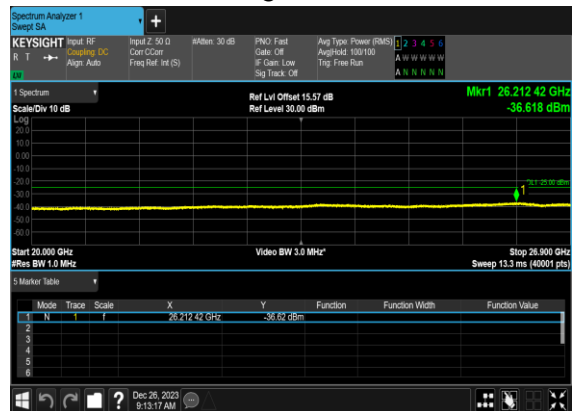 Spectrum Analyzer 1
Swept SA
+
KEYSIGHT Input: RF Input Z: 50 Ω #Atten: 30 dB PNO: Fast Avg Type: Power (RMS) 1 2 3 4 5 6
R T Coupling: DC Corr CCorr Gate: Off Avg|Hold: 100/100 A W W W W W
Align: Auto Freq Ref: Int (S) IF Gain: Low Trig: Free Run
Sig Track: Off A N N N N N
1 Spectrum
Ref Lvl Offset 15.57 dB Mkr1 26.212 42 GHz
Scale/Div 10 dB Ref Level 30.00 dBm -36.618 dBm
Log
20.0
10.0
0.00
-10.0
-20.0
-30.0
-40.0
-50.0
-60.0
1
Start 20.000 GHz Video BW 3.0 MHz* Stop 26.900 GHz
#Res BW 1.0 MHz Sweep 13.3 ms (40001 pts)
5 Marker Table
Mode Trace Scale X Y Function Function Width Function Value
1 N 1 f 26.212 42 GHz -36.62 dBm
2
3
4
5
6
? Dec 26, 2023
9:13:17 AM